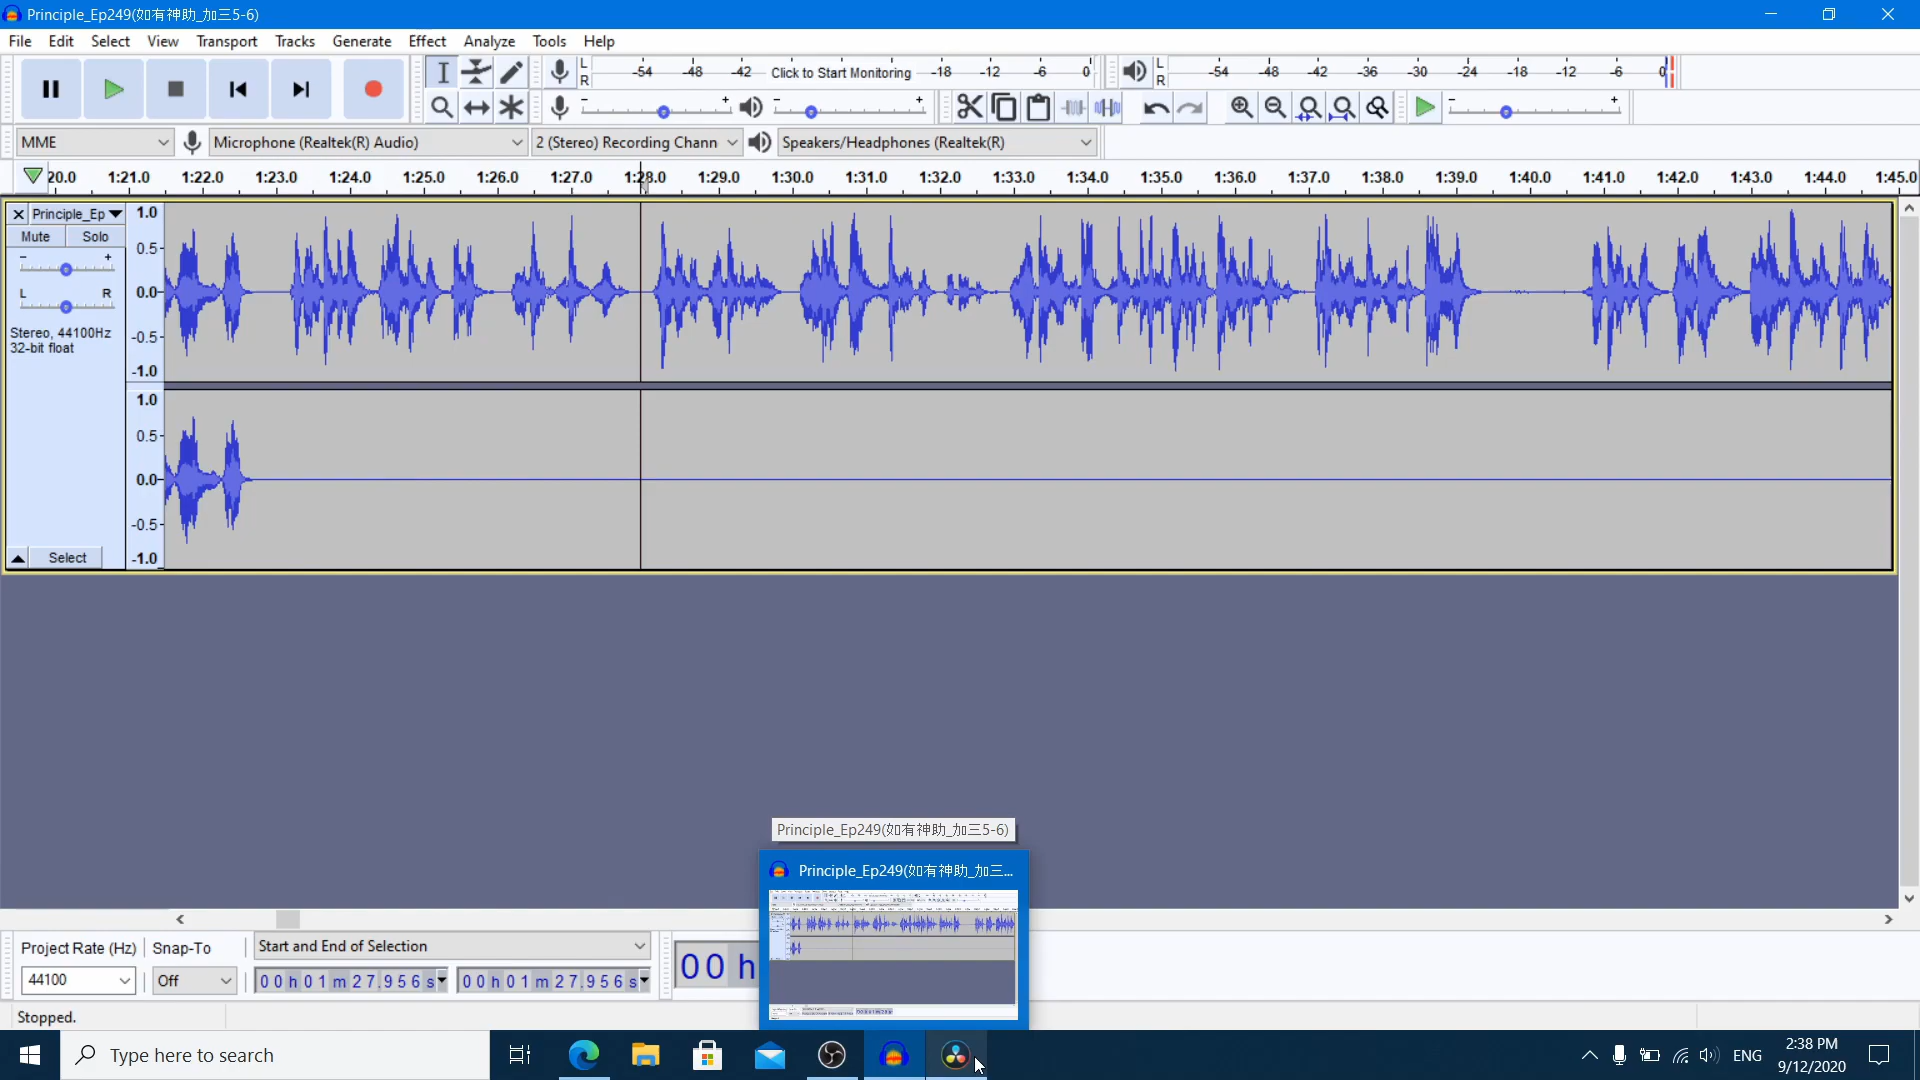 Principle_Ep249(如有神助_加三5-6)
File Edit Select View Transport Tracks Generate Effect Analyze Tools Help
L R -54 -48 -42 Click to Start Monitoring -18 -12 -6 0 L R -54 -48 -42 -36 -30 -24 -18 -12 -6 0
- + - + - +
MME Microphone (Realtek(R) Audio) 2 (Stereo) Recording Chann Speakers/Headphones (Realtek(R)
20.0 1:21.0 1:22.0 1:23.0 1:24.0 1:25.0 1:26.0 1:27.0 1:28.0 1:29.0 1:30.0 1:31.0 1:32.0 1:33.0 1:34.0 1:35.0 1:36.0 1:37.0 1:38.0 1:39.0 1:40.0 1:41.0 1:42.0 1:43.0 1:44.0 1:45.0
Principle_Ep 1.0
Mute Solo 0.5
- +
L R 0.0
Stereo, 44100Hz -0.5
32-bit float
-1.0
1.0
0.5
0.0
-0.5
Select -1.0
Principle_Ep249(如有神助_加三5-6)
Principle_Ep249(如有神助_加三...
Project Rate (Hz) Snap-To Start and End of Selection
44100 Off 00 h 01 m 27.956 s 00 h 01 m 27.956 s 00 h
Stopped.
Type here to search ENG 2:38 PM
9/12/2020